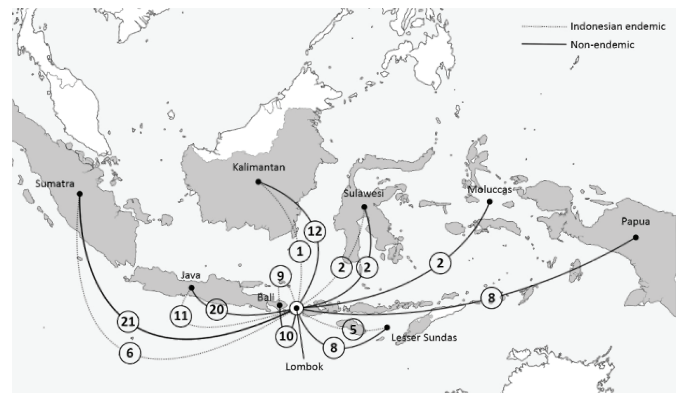 Indonesian endemic
Non-endemic
Kalimantan
Sumatra
Sulawesi
Moluccas
Papua
12
1
2
2
2
9
Java
Bali
8
20
11
21
5
10
8
Lesser Sundas
6
Lombok